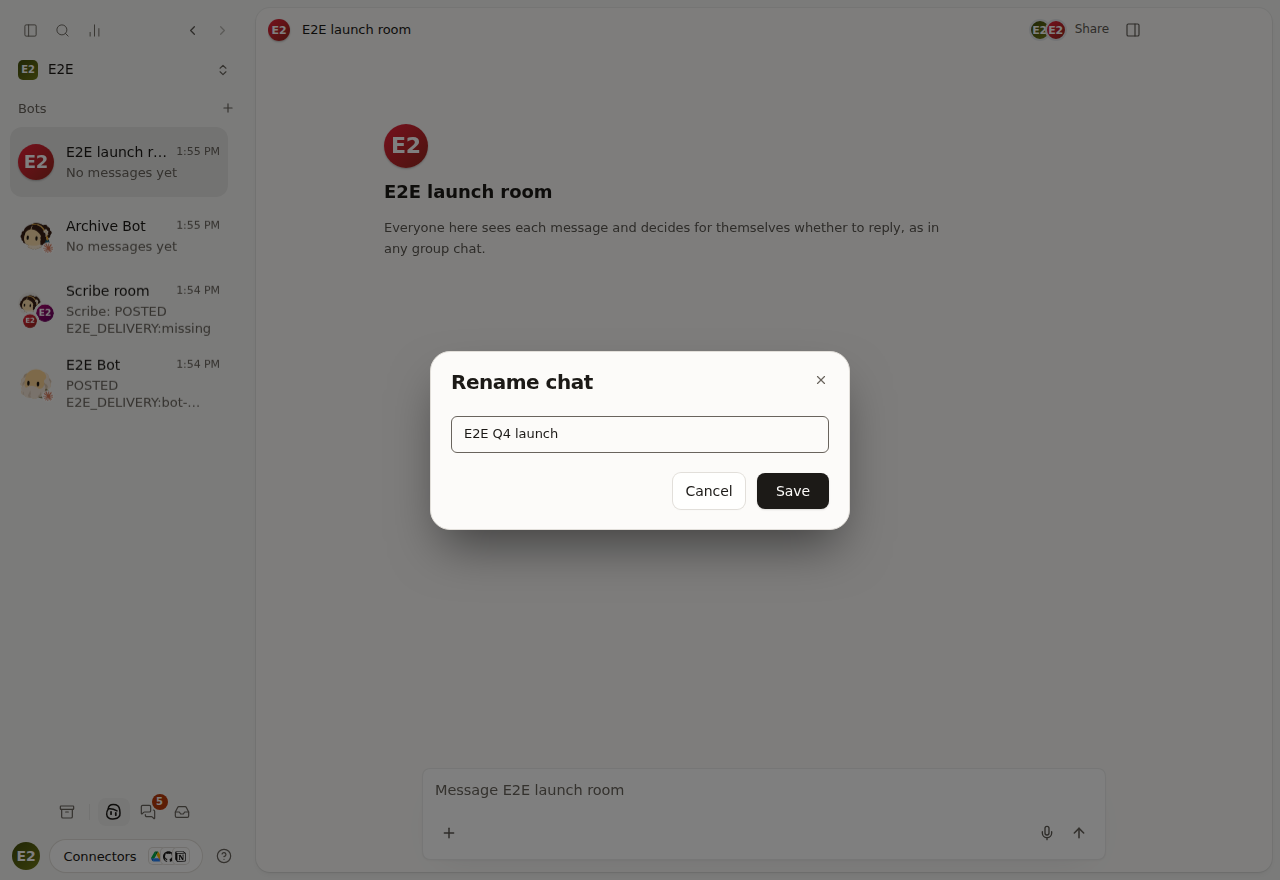 E2 E2E
Bots
E2 E2E launch r... 1:55 PM
No messages yet
Archive Bot 1:55 PM
No messages yet
Scribe room 1:54 PM
E2 E2 Scribe: POSTED
E2E_DELIVERY:missing
E2E Bot 1:54 PM
POSTED
E2E_DELIVERY:bot-...
5
E2 Connectors
E2 E2E launch room E2 E2 Share
E2
E2E launch room
Everyone here sees each message and decides for themselves whether to reply, as in
any group chat.
Rename chat
E2E Q4 launch
Cancel Save
Message E2E launch room